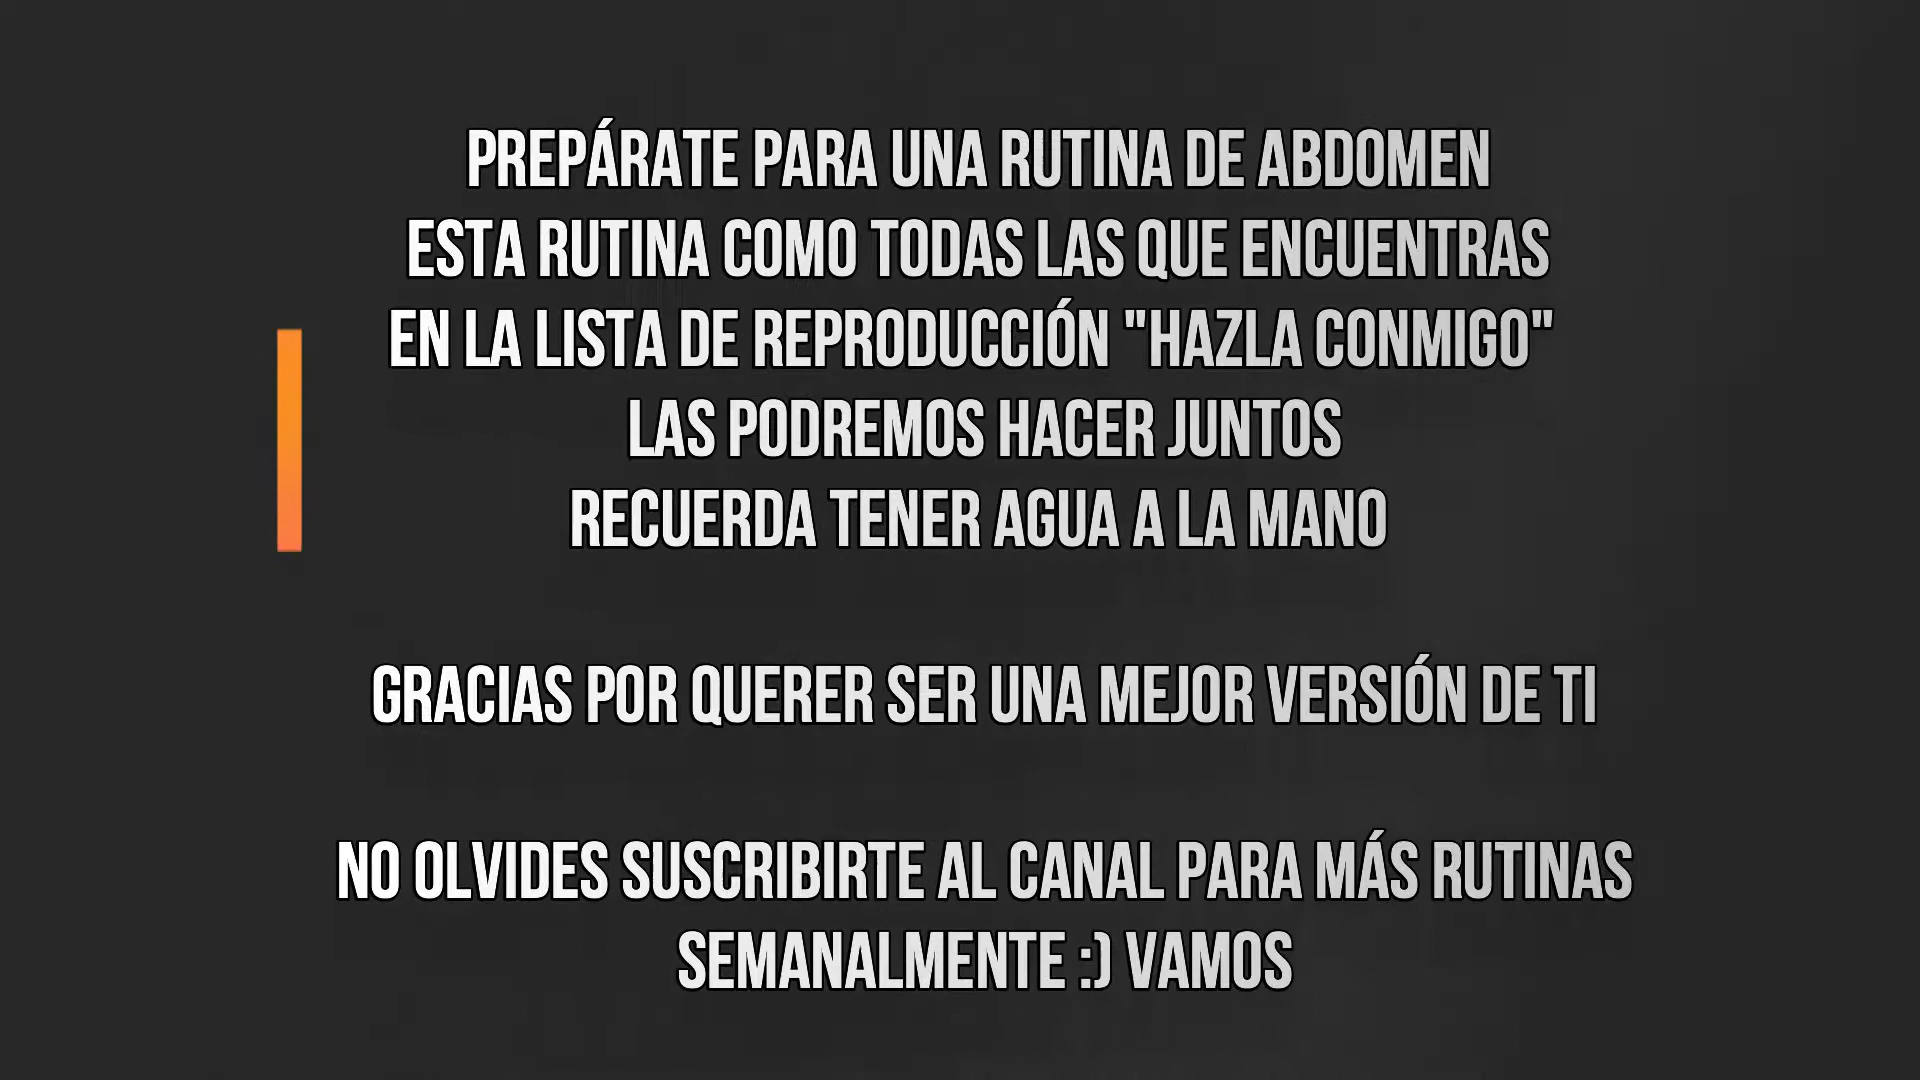 PREPÁRATE PARA UNA RUTINA DE ABDOMEN
ESTA RUTINA COMO TODAS LAS QUE ENCUENTRAS
EN LA LISTA DE REPRODUCCIÓN "HAZLA CONMIGO"
LAS PODREMOS HACER JUNTOS
RECUERDA TENER AGUA A LA MANO
GRACIAS POR QUERER SER UNA MEJOR VERSIÓN DE TI
NO OLVIDES SUSCRIBIRTE AL CANAL PARA MÁS RUTINAS
SEMANALMENTE :) VAMOS